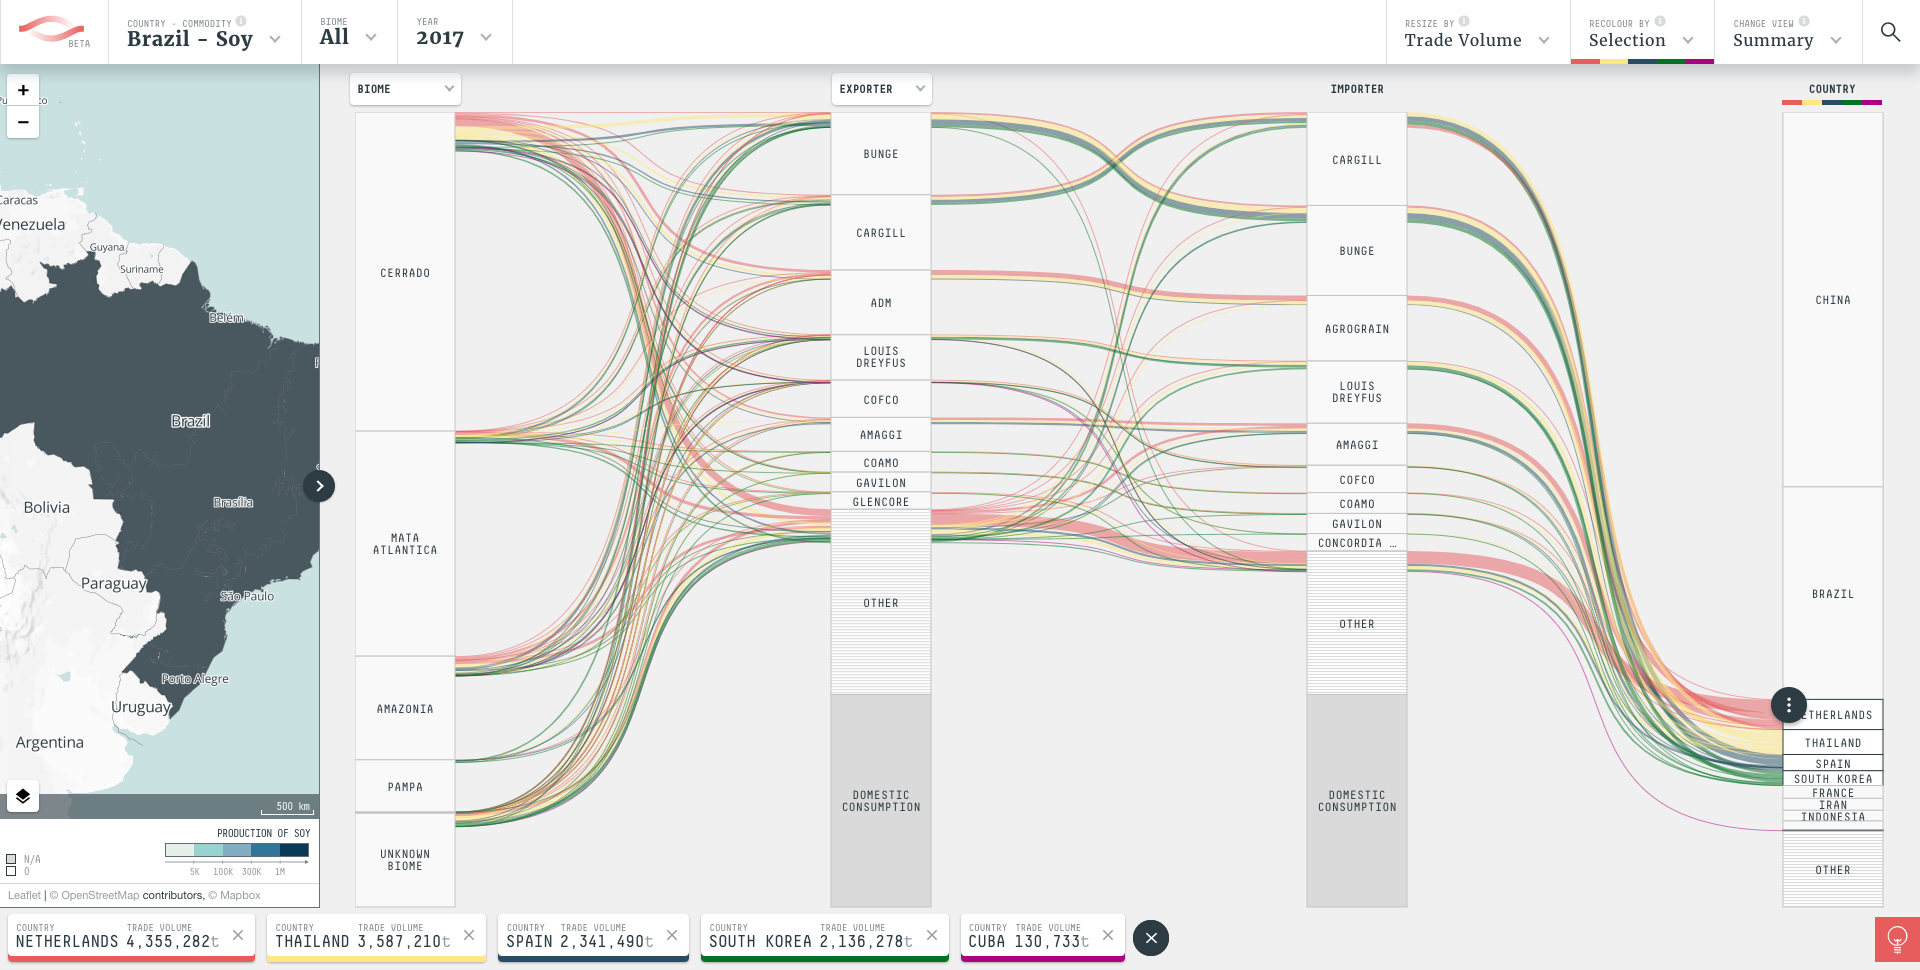 BETA
COUNTRY - COMMODITY
Brazil - Soy
BIOME
All
YEAR
2017
RESIZE BY
Trade Volume
RECOLOUR BY
Selection
CHANGE VIEW
Summary
+
−
Caracas
Venezuela
Guyana
Suriname
Belém
Brazil
Brasília
Bolivia
Paraguay
São Paulo
Porto Alegre
Uruguay
Argentina
500 km
PRODUCTION OF SOY
N/A
0
5K 100K 300K 1M
Leaflet | © OpenStreetMap contributors, © Mapbox
BIOME
CERRADO
MATA
ATLANTICA
AMAZONIA
PAMPA
UNKNOWN
BIOME
EXPORTER
BUNGE
CARGILL
ADM
LOUIS
DREYFUS
COFCO
AMAGGI
COAMO
GAVILON
GLENCORE
OTHER
DOMESTIC
CONSUMPTION
IMPORTER
CARGILL
BUNGE
AGROGRAIN
LOUIS
DREYFUS
AMAGGI
COFCO
COAMO
GAVILON
CONCORDIA …
OTHER
DOMESTIC
CONSUMPTION
COUNTRY
CHINA
BRAZIL
ETHERLANDS
THAILAND
SPAIN
SOUTH KOREA
FRANCE
IRAN
INDONESIA
OTHER
COUNTRY TRADE VOLUME
NETHERLANDS 4,355,282t
COUNTRY TRADE VOLUME
THAILAND 3,587,210t
COUNTRY TRADE VOLUME
SPAIN 2,341,490t
COUNTRY TRADE VOLUME
SOUTH KOREA 2,136,278t
COUNTRY TRADE VOLUME
CUBA 130,733t